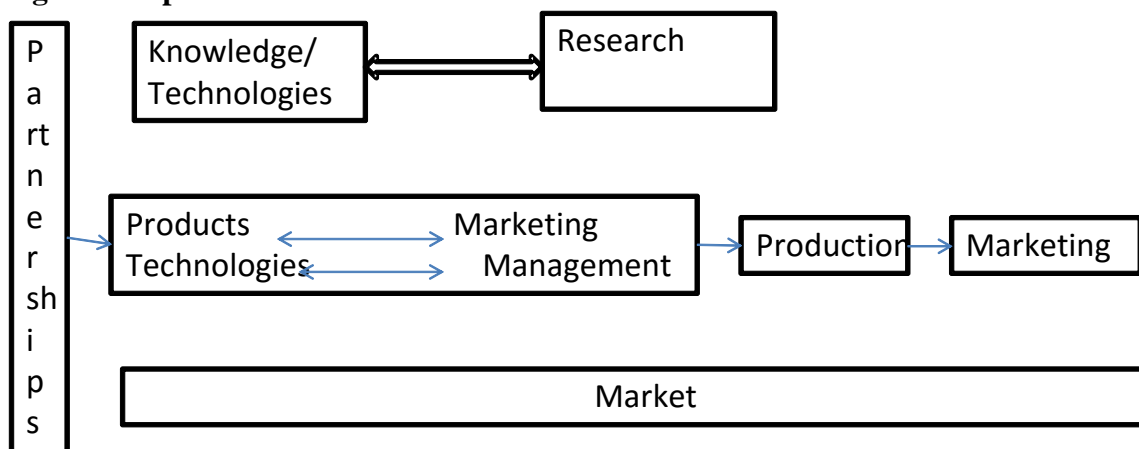 P
a
rt
n
e
r
sh
i
p
s
Knowledge/
Technologies
Research
Products Marketing
Technologies Management
Production
Marketing
Market